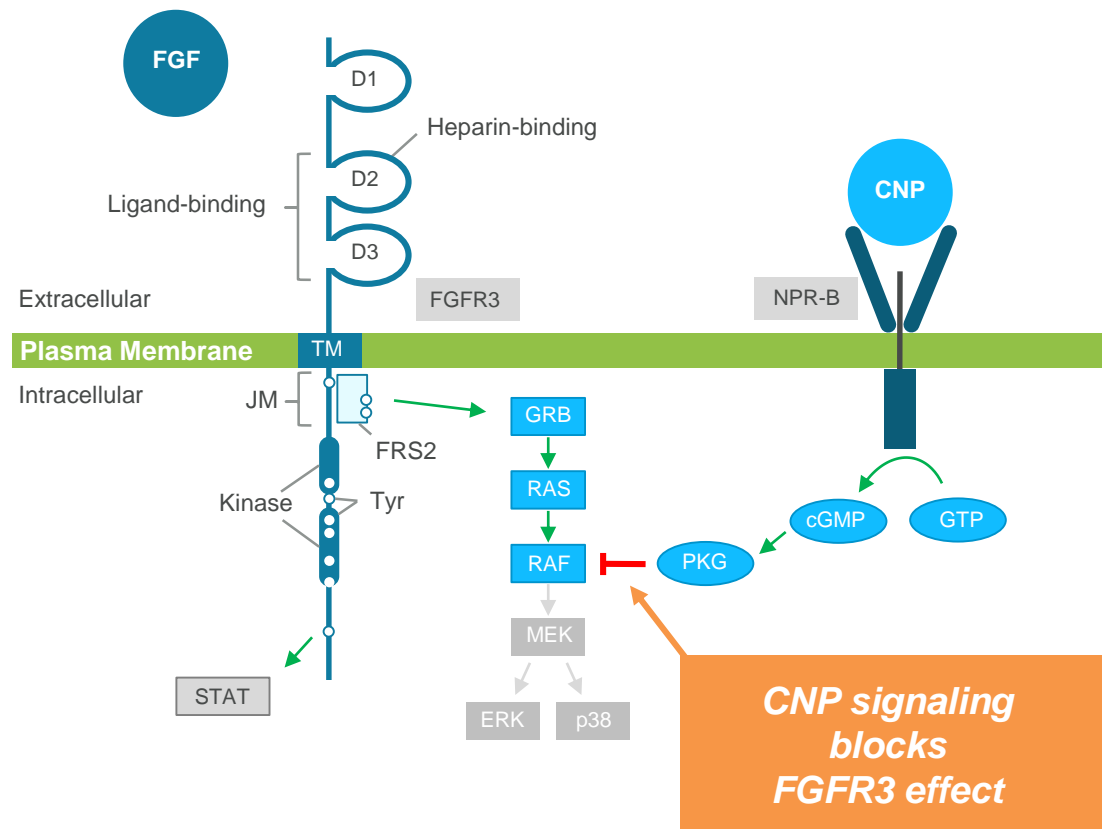 FGF
D1
Heparin-binding
D2
CNP
Ligand-binding
D3
Extracellular
FGFR3
NPR-B
Plasma Membrane
TM
Intracellular
JM
GRB
FRS2
RAS
Kinase
Tyr
cGMP
GTP
RAF
PKG
MEK
STAT
ERK
p38
CNP signaling
blocks
FGFR3 effect